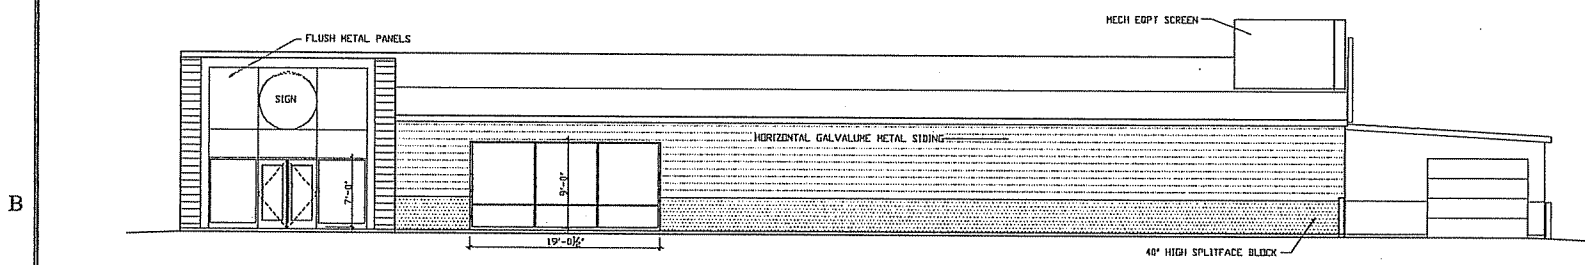 MECH EQPT SCREEN
FLUSH METAL PANELS
SIGN
HORIZONTAL GALVALUME METAL SIDING
9'-0"
7'-0"
B
19'-0½"
40" HIGH SPLITFACE BLOCK